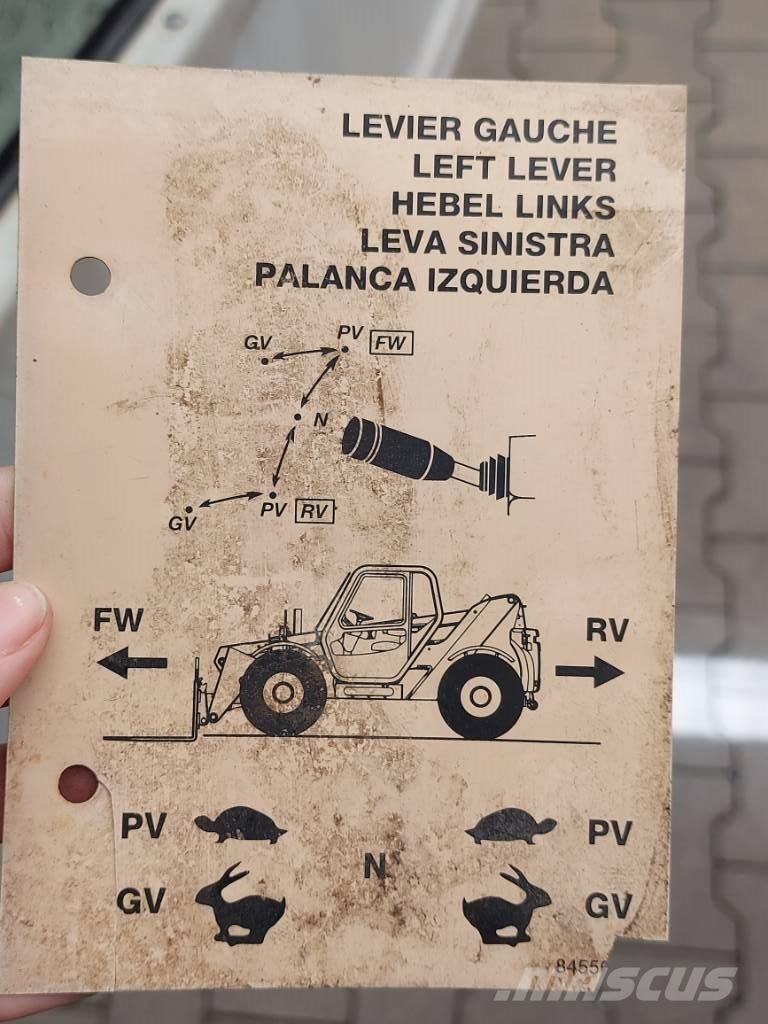 LEVIER GAUCHE
LEFT LEVER
HEBEL LINKS
LEVA SINISTRA
PALANCA IZQUIERDA
GV PV FW
N
GV PV RV
FW RV
PV PV
N
GV GV
MASCUS